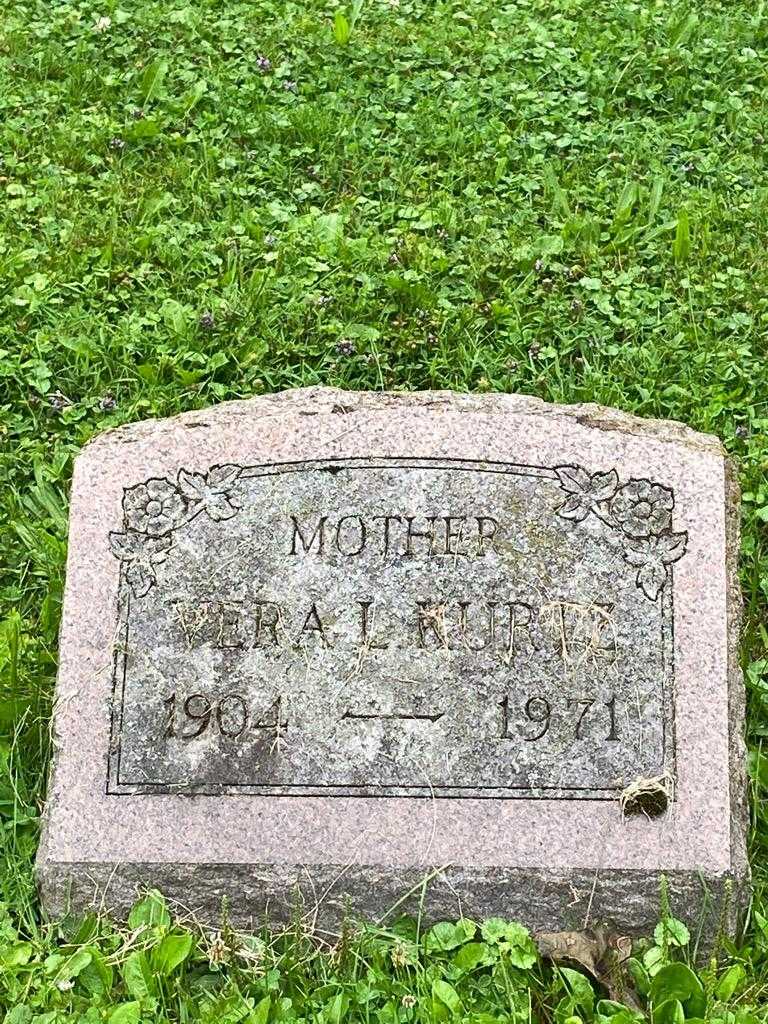 MOTHER
VERA L. KURTZ
1904 — 1971